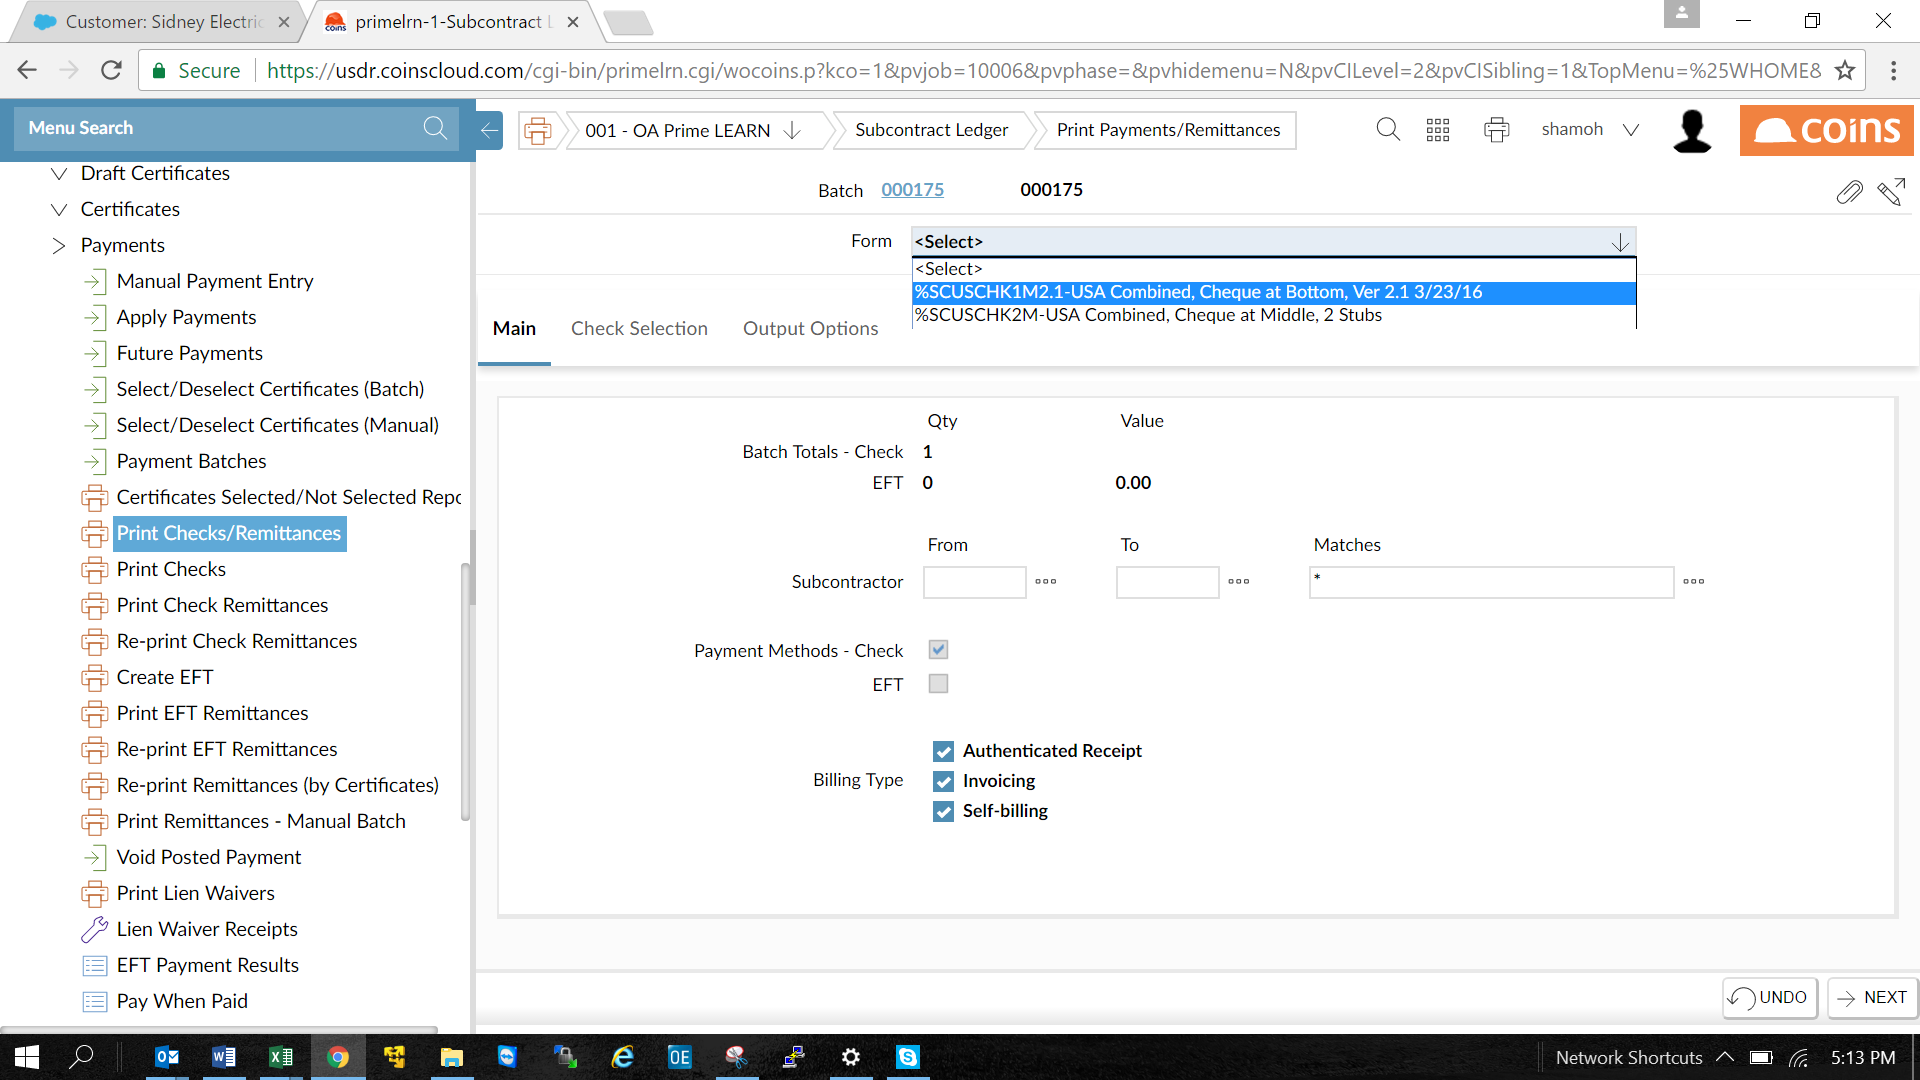 Customer: Sidney Electric
primelrn-1-Subcontract L
Secure
https://usdr.coinscloud.com/cgi-bin/primelrn.cgi/wocoins.p?kco=1&pvjob=10006&pvphase=&pvhidemenu=N&pvCILevel=2&pvCISibling=1&TopMenu=%25WHOME8
Menu Search
001 - OA Prime LEARN
Subcontract Ledger
Print Payments/Remittances
shamoh
coins
Draft Certificates
Certificates
Payments
Manual Payment Entry
Apply Payments
Future Payments
Select/Deselect Certificates (Batch)
Select/Deselect Certificates (Manual)
Payment Batches
Certificates Selected/Not Selected Repo
Print Checks/Remittances
Print Checks
Print Check Remittances
Re-print Check Remittances
Create EFT
Print EFT Remittances
Re-print EFT Remittances
Re-print Remittances (by Certificates)
Print Remittances - Manual Batch
Void Posted Payment
Print Lien Waivers
Lien Waiver Receipts
EFT Payment Results
Pay When Paid
Batch 000175 000175
Form <Select>
<Select>
%SCUSCHK1M2.1-USA Combined, Cheque at Bottom, Ver 2.1 3/23/16
%SCUSCHK2M-USA Combined, Cheque at Middle, 2 Stubs
Main Check Selection Output Options
Qty Value
Batch Totals - Check 1
EFT 0 0.00
From To Matches
Subcontractor *
Payment Methods - Check
EFT
Authenticated Receipt
Billing Type Invoicing
Self-billing
UNDO NEXT
Network Shortcuts 5:13 PM